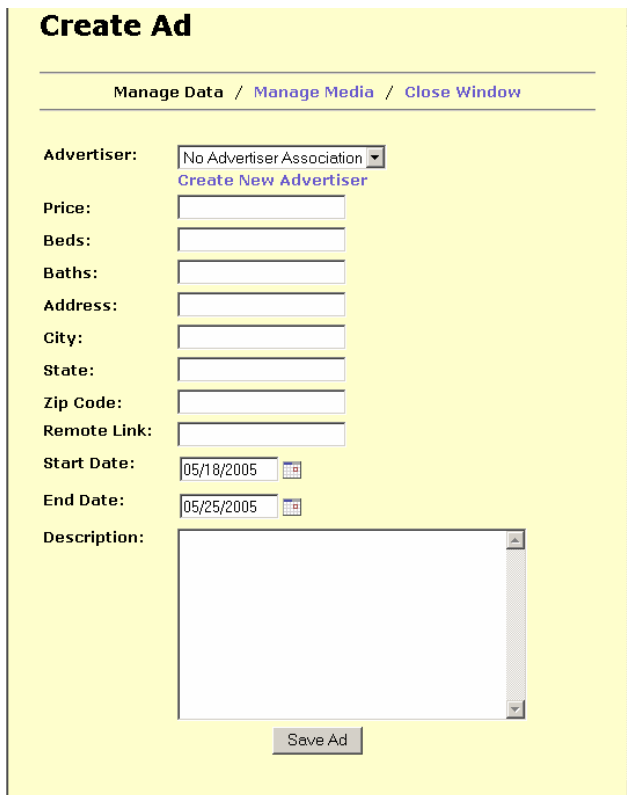 Create Ad
Manage Data / Manage Media / Close Window
Advertiser: No Advertiser Association
Create New Advertiser
Price:
Beds:
Baths:
Address:
City:
State:
Zip Code:
Remote Link:
Start Date: 05/18/2005
End Date: 05/25/2005
Description:
Save Ad